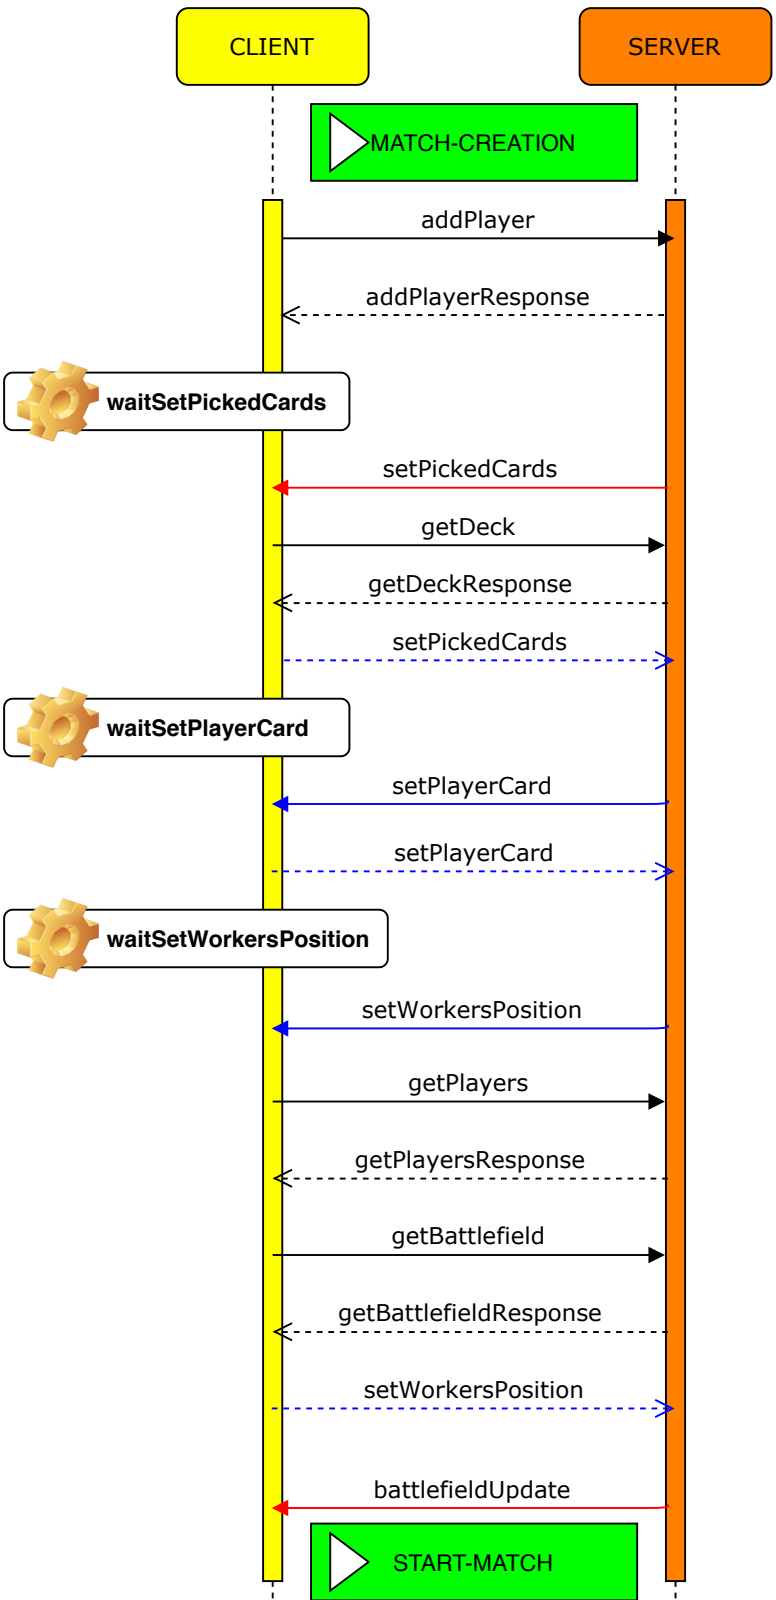 CLIENT
SERVER
MATCH-CREATION
addPlayer
addPlayerResponse
waitSetPickedCards
setPickedCards
getDeck
getDeckResponse
setPickedCards
waitSetPlayerCard
setPlayerCard
setPlayerCard
waitSetWorkersPosition
setWorkersPosition
getPlayers
getPlayersResponse
getBattlefield
getBattlefieldResponse
setWorkersPosition
battlefieldUpdate
START-MATCH